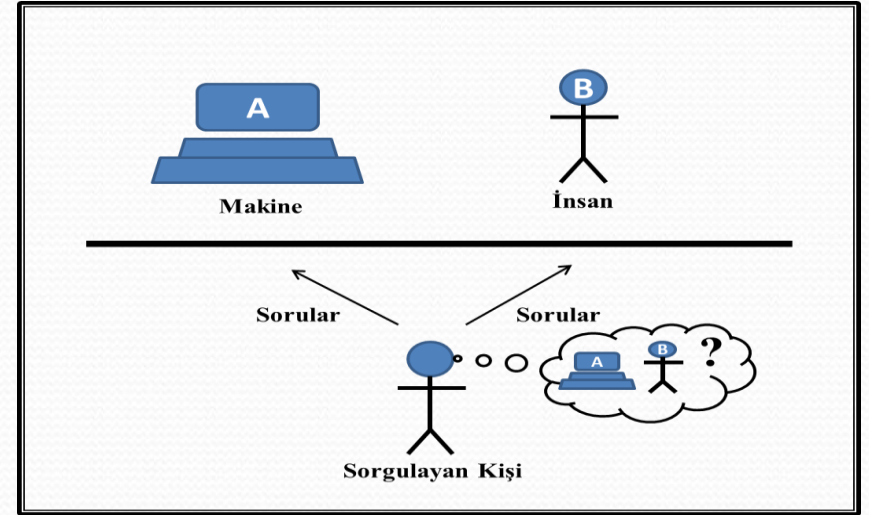 A
B
Makine
İnsan
Sorular
Sorular
A
B
?
Sorgulayan Kişi